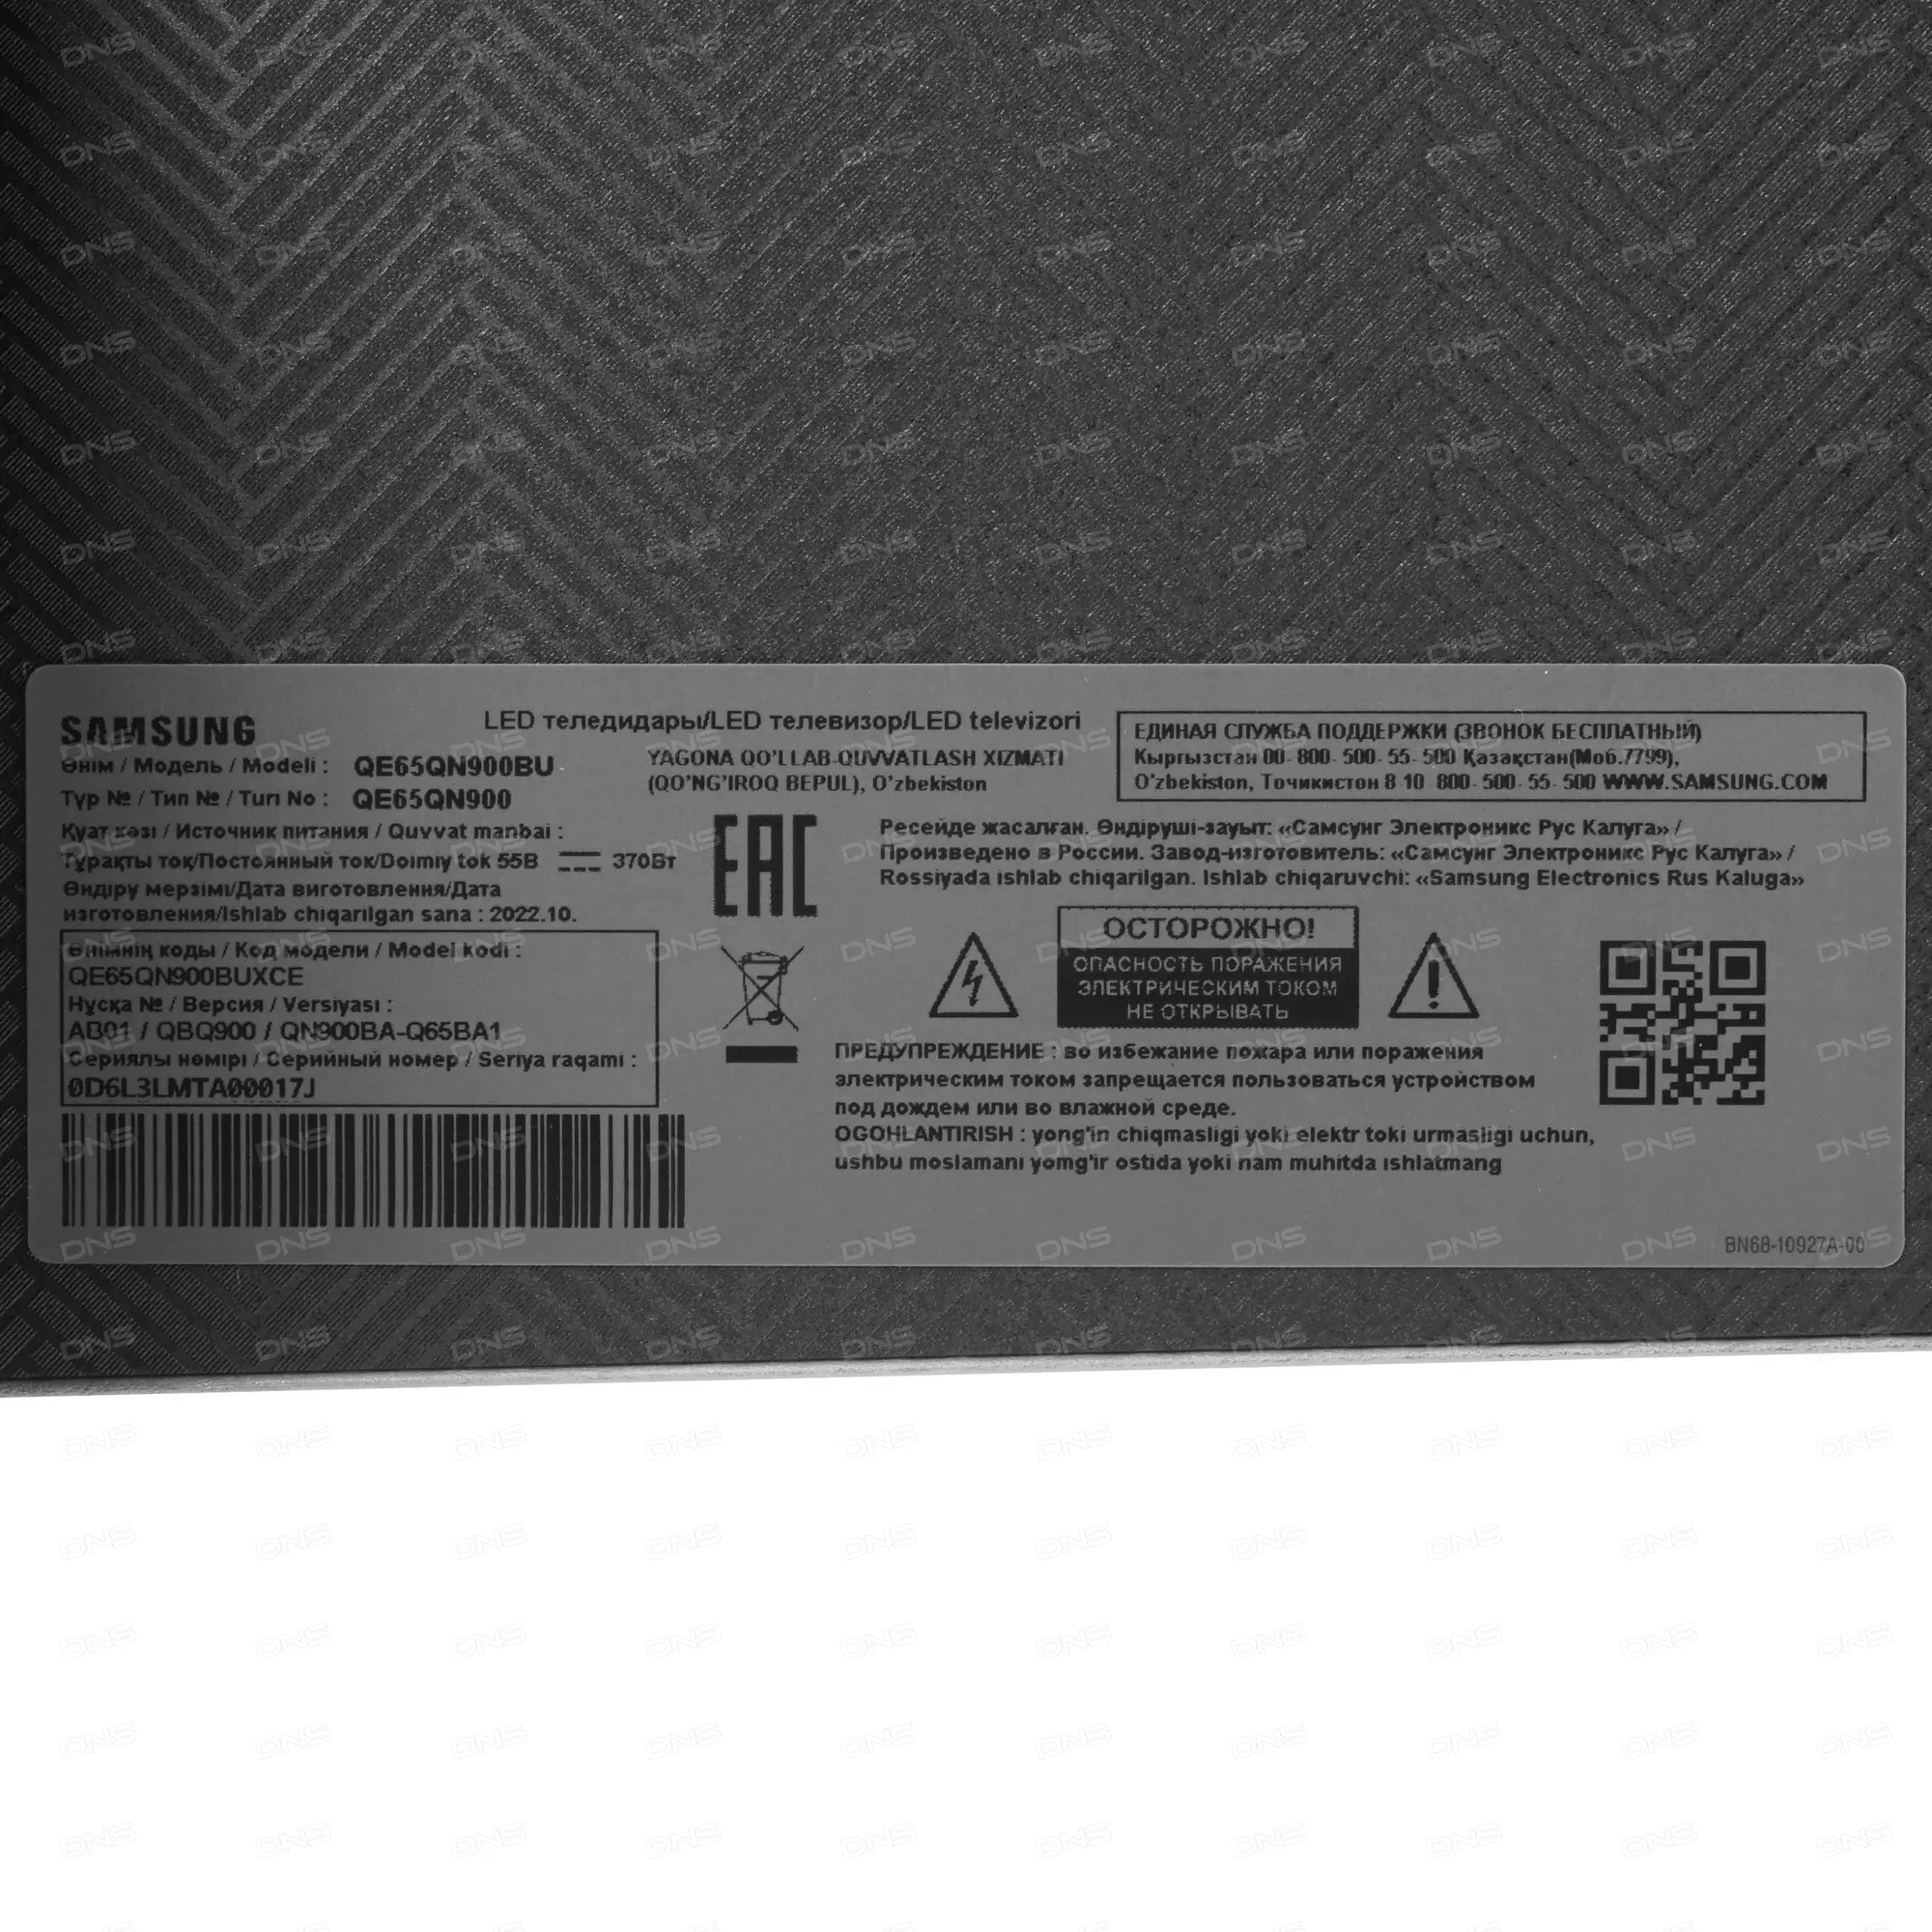 SAMSUNG
LED теледидары/LED телевизор/LED televizori
Өнім / Модель / Modeli : QE65QN900BU
Түр № / Тип № / Turi No : QE65QN900
YAGONA QO'LLAB-QUVVATLASH XIZMATI
(QO'NG'IROQ BEPUL), O'zbekiston
ЕДИНАЯ СЛУЖБА ПОДДЕРЖКИ (ЗВОНОК БЕСПЛАТНЫЙ)
Кыргызстан 00-800-500-55-500 Қазақстан(Моб.7799),
O'zbekiston, Точикистон 8-10-800-500-55-500 WWW.SAMSUNG.COM
Қуат көзі / Источник питания / Quvvat manbai :
Тұрақты тоқ/Постоянный ток/Doimiy tok 55В 370Вт
Өндіру мерзімі/Дата виготовлення/Дата
изготовления/Ishlab chiqarilgan sana : 2022.10.
EAC
Ресейде жасалған. Өндіруші-зауыт: «Самсунг Электроникс Рус Калуга» /
Произведено в России. Завод-изготовитель: «Самсунг Электроникс Рус Калуга» /
Rossiyada ishlab chiqarilgan. Ishlab chiqaruvchi: «Samsung Electronics Rus Kaluga»
Өнімнің коды / Код модели / Model kodi :
QE65QN900BUXCE
Нұсқа № / Версия / Versiyasi :
AB01 / QBQ900 / QN900BA-Q65BA1
Сериялы нөмірі / Серийный номер / Seriya raqami :
0D6L3LMTA00017J
ОСТОРОЖНО!
ОПАСНОСТЬ ПОРАЖЕНИЯ
ЭЛЕКТРИЧЕСКИМ ТОКОМ
НЕ ОТКРЫВАТЬ
ПРЕДУПРЕЖДЕНИЕ : во избежание пожара или поражения
электрическим током запрещается пользоваться устройством
под дождем или во влажной среде.
OGOHLANTIRISH : yong'in chiqmasligi yoki elektr toki urmasligi uchun,
ushbu moslamani yomg'ir ostida yoki nam muhitda ishlatmang
BN68-10927A-00